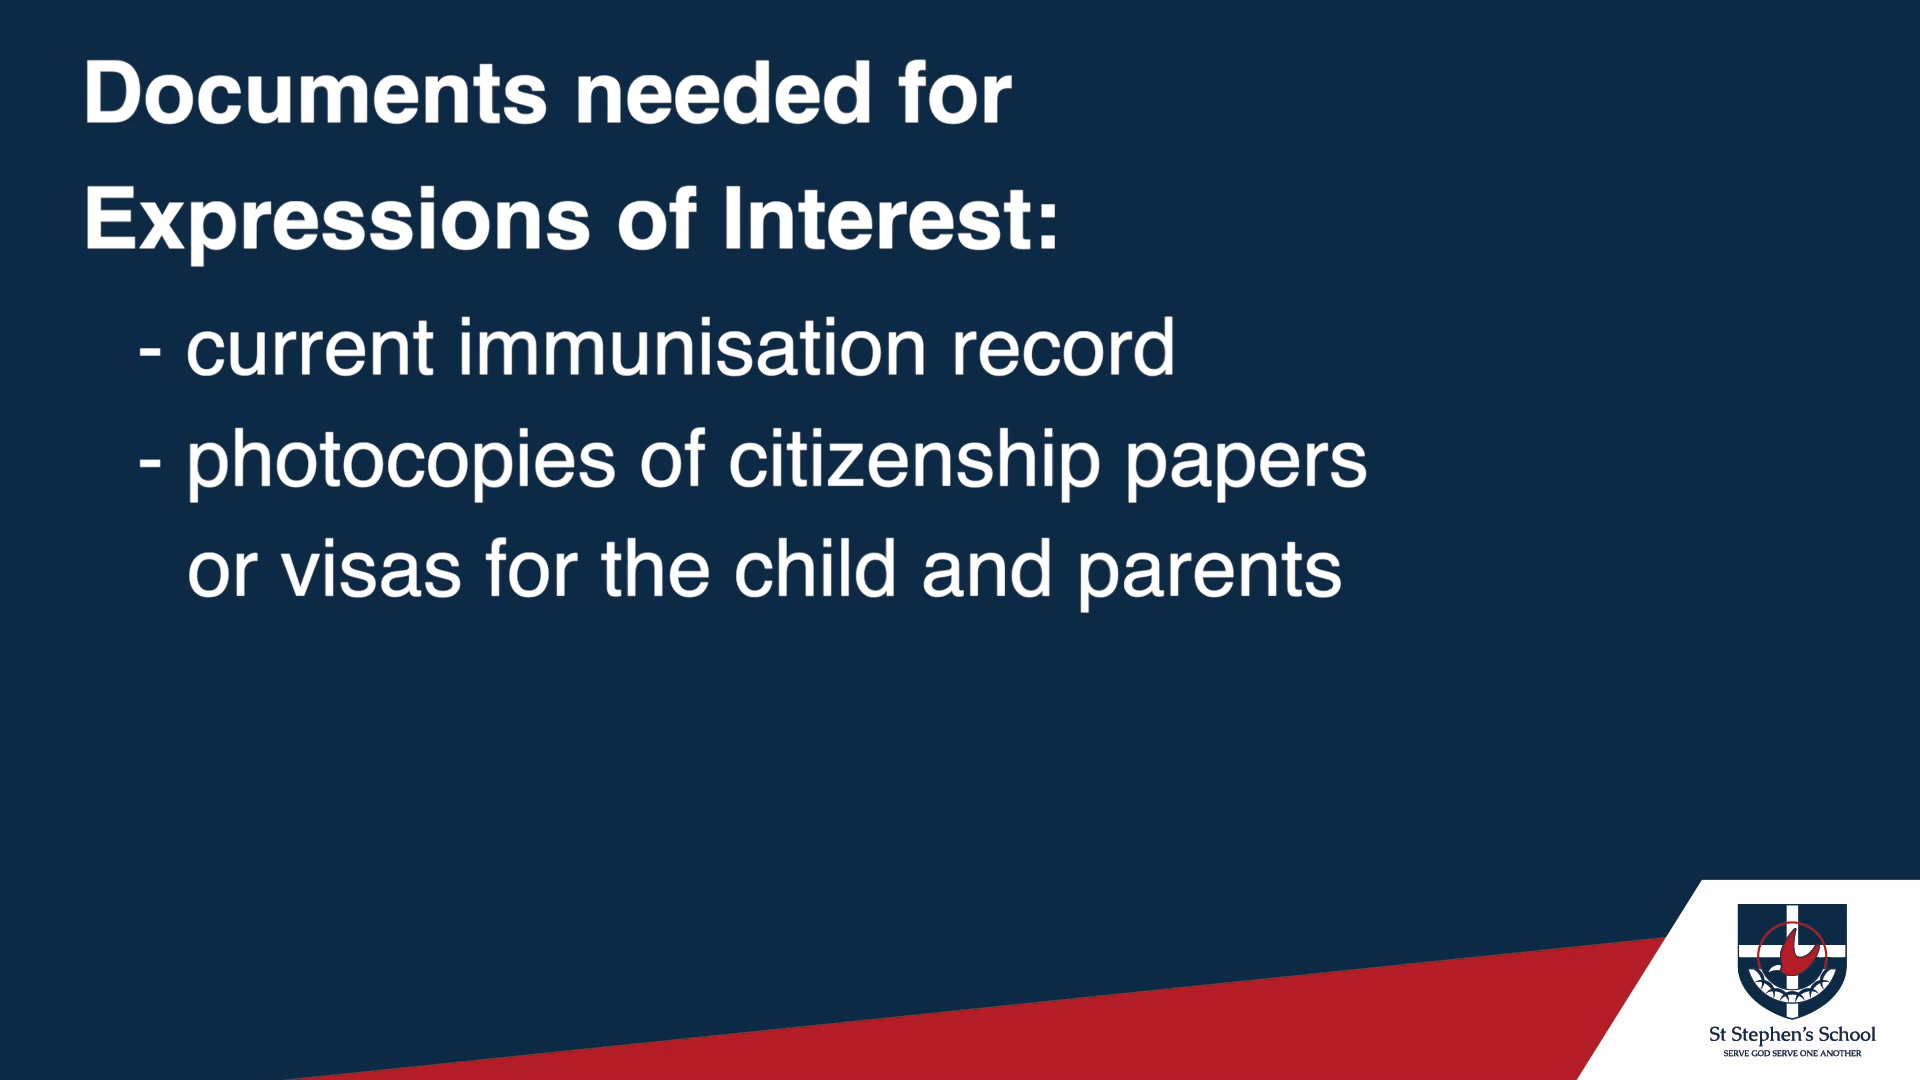 Documents needed for
Expressions of Interest:
- current immunisation record
- photocopies of citizenship papers
or visas for the child and parents
St Stephen's School
SERVE GOD SERVE ONE ANOTHER